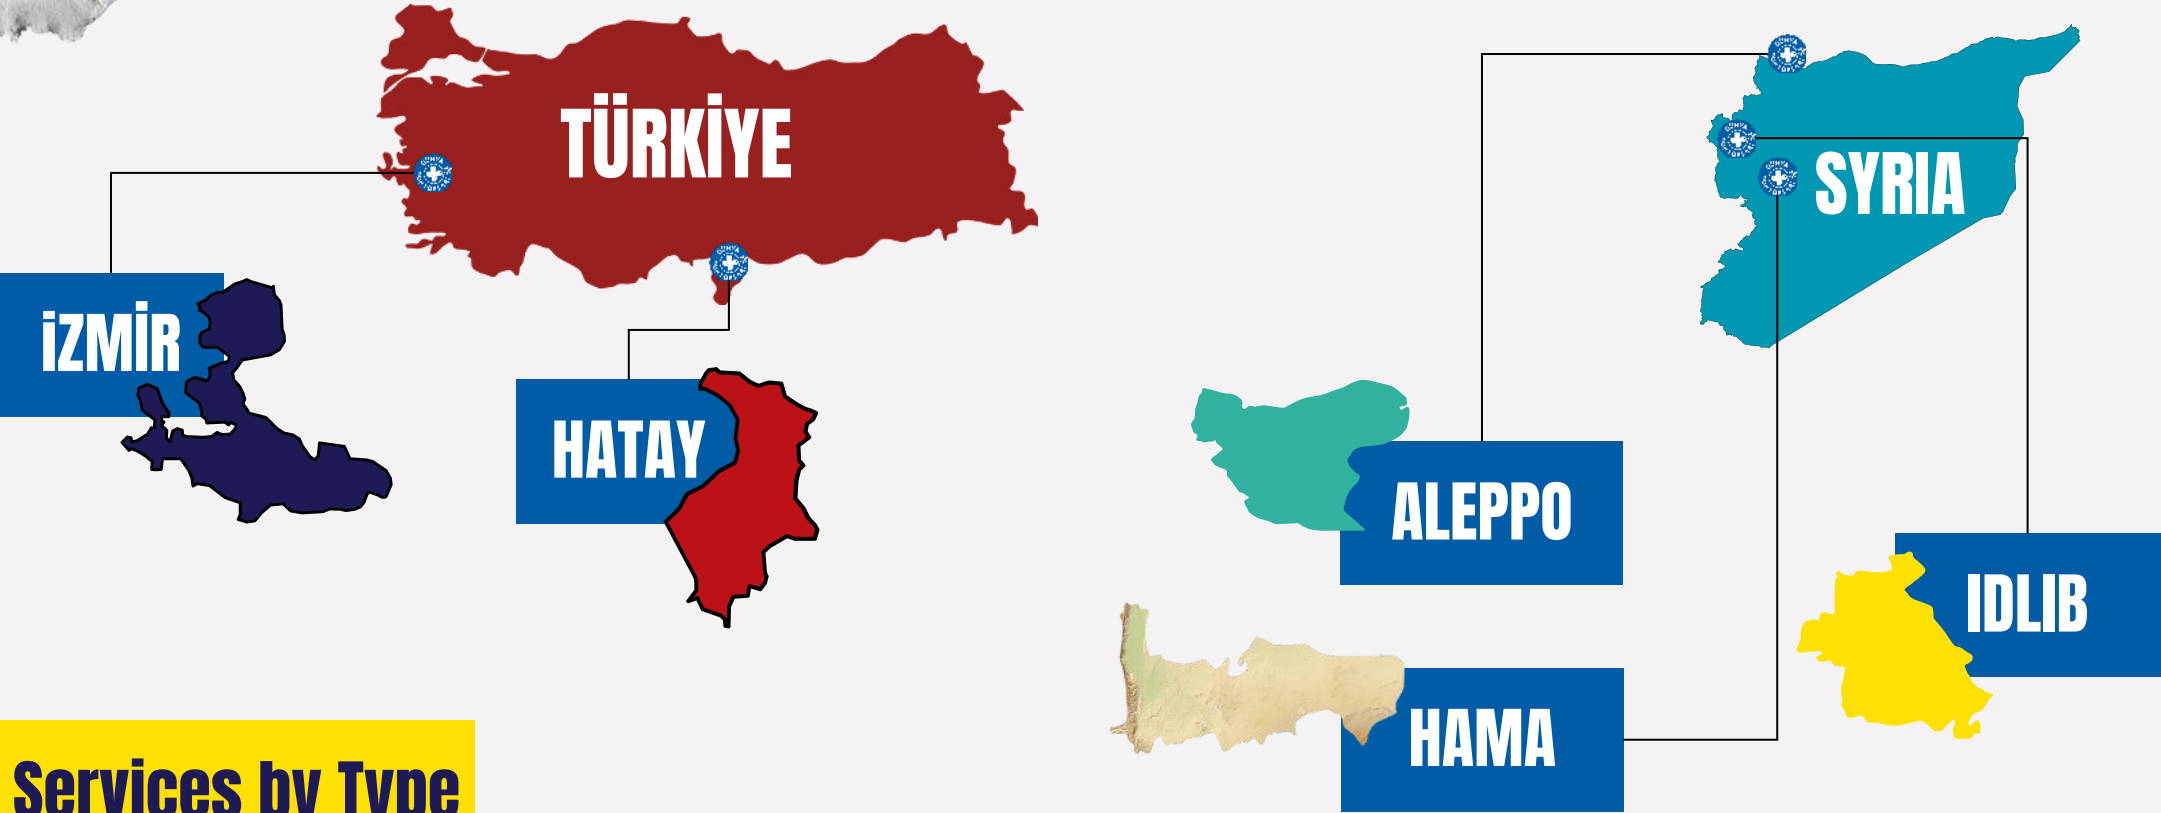 TÜRKİYE
SYRIA
İZMİR
HATAY
ALEPPO
IDLIB
HAMA
Services by Type